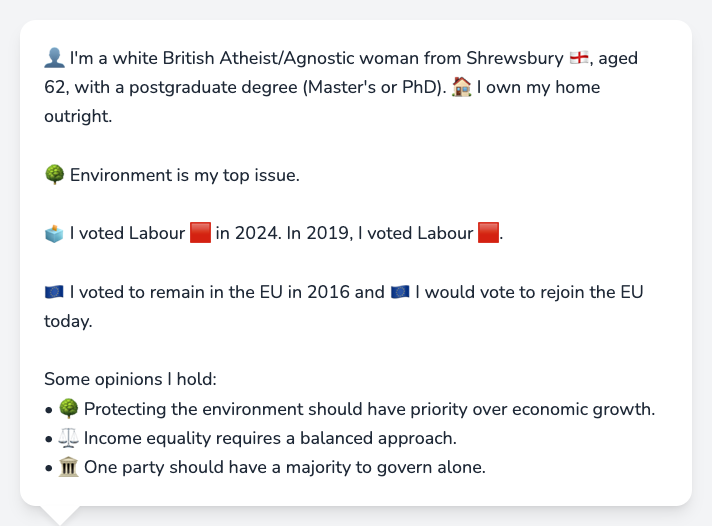 👤 I'm a white British Atheist/Agnostic woman from Shrewsbury 🏴󠁧󠁢󠁥󠁮󠁧󠁿, aged
62, with a postgraduate degree (Master's or PhD). 🏠 I own my home
outright.
🌳 Environment is my top issue.
🗳️ I voted Labour 🟥 in 2024. In 2019, I voted Labour 🟥.
🇪🇺 I voted to remain in the EU in 2016 and 🇪🇺 I would vote to rejoin the EU
today.
Some opinions I hold:
• 🌳 Protecting the environment should have priority over economic growth.
• ⚖️ Income equality requires a balanced approach.
• 🏛️ One party should have a majority to govern alone.